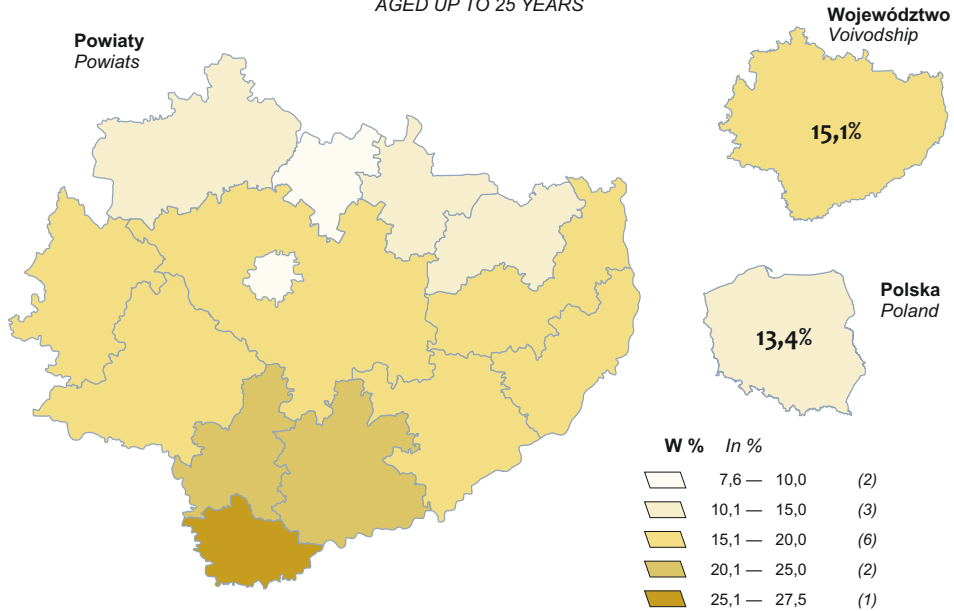 AGED UP TO 25 YEARS
Powiaty
Powiats
Województwo
Voivodship
15,1%
Polska
Poland
13,4%
W % In %
7,6 — 10,0 (2)
10,1 — 15,0 (3)
15,1 — 20,0 (6)
20,1 — 25,0 (2)
25,1 — 27,5 (1)